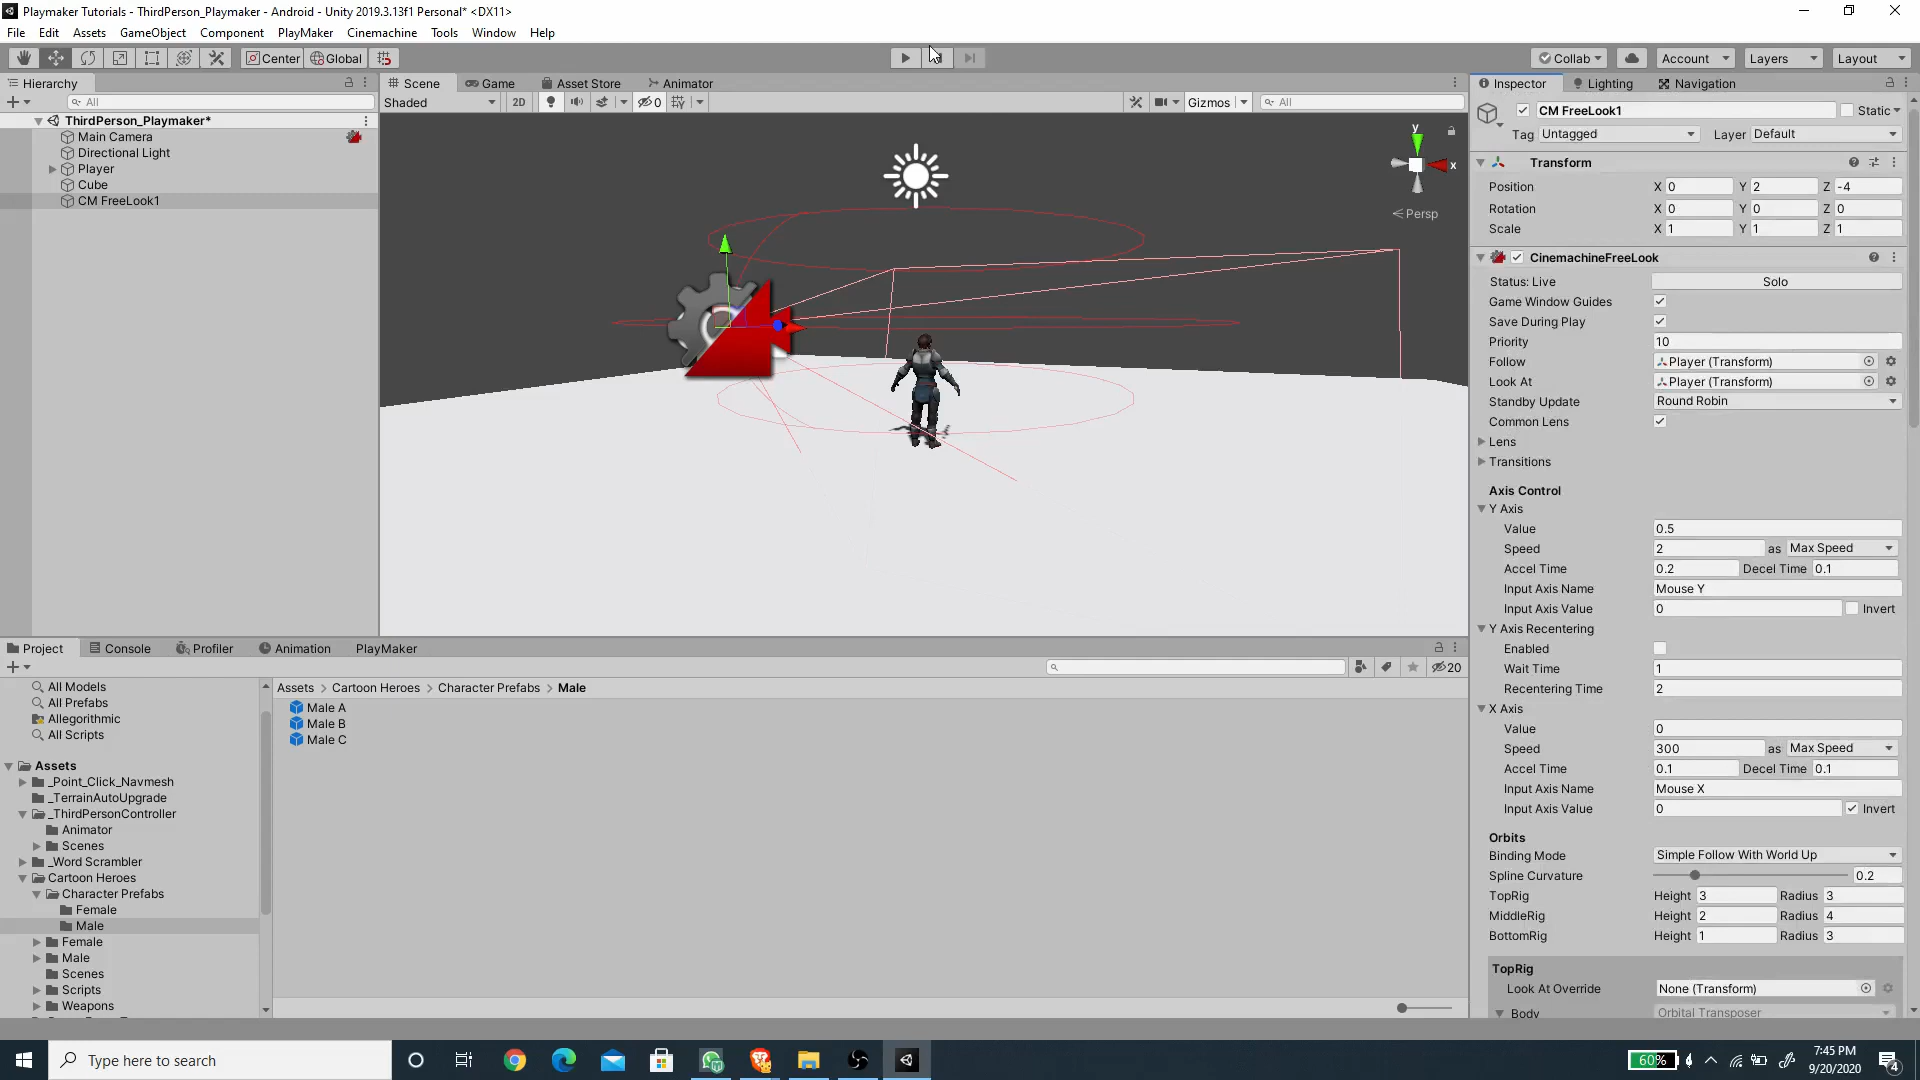 Playmaker Tutorials - ThirdPerson_Playmaker - Android - Unity 2019.3.13f1 Personal* <DX11>
File Edit Assets GameObject Component PlayMaker Cinemachine Tools Window Help
Center Global Collab Account Layers Layout
Hierarchy
All
ThirdPerson_Playmaker*
Main Camera
Directional Light
Player
Cube
CM FreeLook1
Scene Game Asset Store Animator
Shaded 2D 0 Gizmos All
y
x
Persp
Inspector Lighting Navigation
CM FreeLook1 Static
Tag Untagged Layer Default
Transform
Position X 0 Y 2 Z -4
Rotation X 0 Y 0 Z 0
Scale X 1 Y 1 Z 1
CinemachineFreeLook
Status: Live Solo
Game Window Guides
Save During Play
Priority 10
Follow Player (Transform)
Look At Player (Transform)
Standby Update Round Robin
Common Lens
Lens
Transitions
Axis Control
Y Axis
Value 0.5
Speed 2 as Max Speed
Accel Time 0.2 Decel Time 0.1
Input Axis Name Mouse Y
Input Axis Value 0 Invert
Y Axis Recentering
Enabled
Wait Time 1
Recentering Time 2
X Axis
Value 0
Speed 300 as Max Speed
Accel Time 0.1 Decel Time 0.1
Input Axis Name Mouse X
Input Axis Value 0 Invert
Orbits
Binding Mode Simple Follow With World Up
Spline Curvature 0.2
TopRig Height 3 Radius 3
MiddleRig Height 2 Radius 4
BottomRig Height 1 Radius 3
TopRig
Look At Override None (Transform)
Body Orbital Transposer
Project Console Profiler Animation PlayMaker
20
All Models
All Prefabs
Allegorithmic
All Scripts
Assets
_Point_Click_Navmesh
_TerrainAutoUpgrade
_ThirdPersonController
Animator
Scenes
_Word Scrambler
Cartoon Heroes
Character Prefabs
Female
Male
Female
Male
Scenes
Scripts
Weapons
Assets > Cartoon Heroes > Character Prefabs > Male
Male A
Male B
Male C
Type here to search
60%
7:45 PM
9/20/2020
4